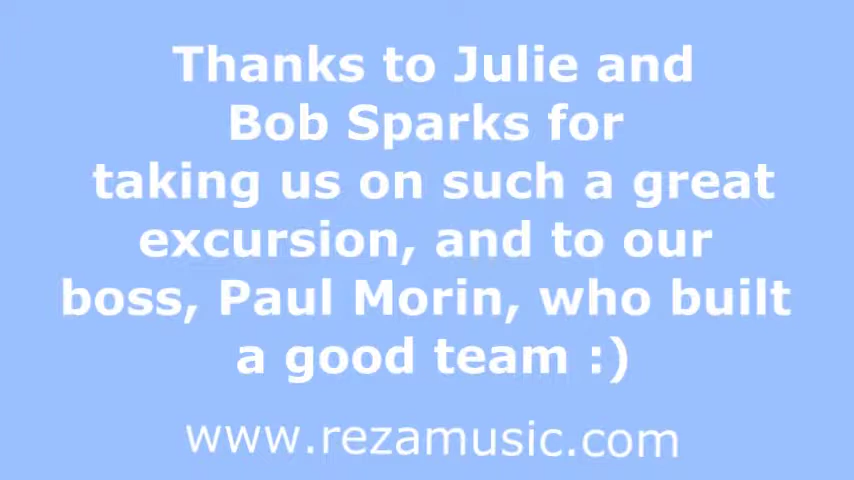 Thanks to Julie and
Bob Sparks for
taking us on such a great
excursion, and to our
boss, Paul Morin, who built
a good team :)
www.rezamusic.com